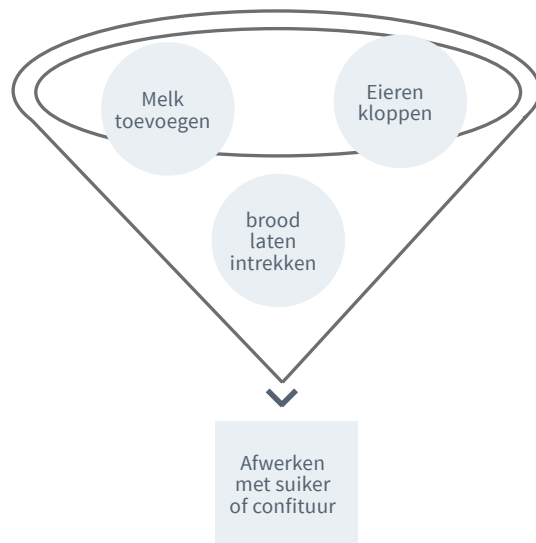 Melk
toevoegen
Eieren
kloppen
brood
laten
intrekken
Afwerken
met suiker
of confituur